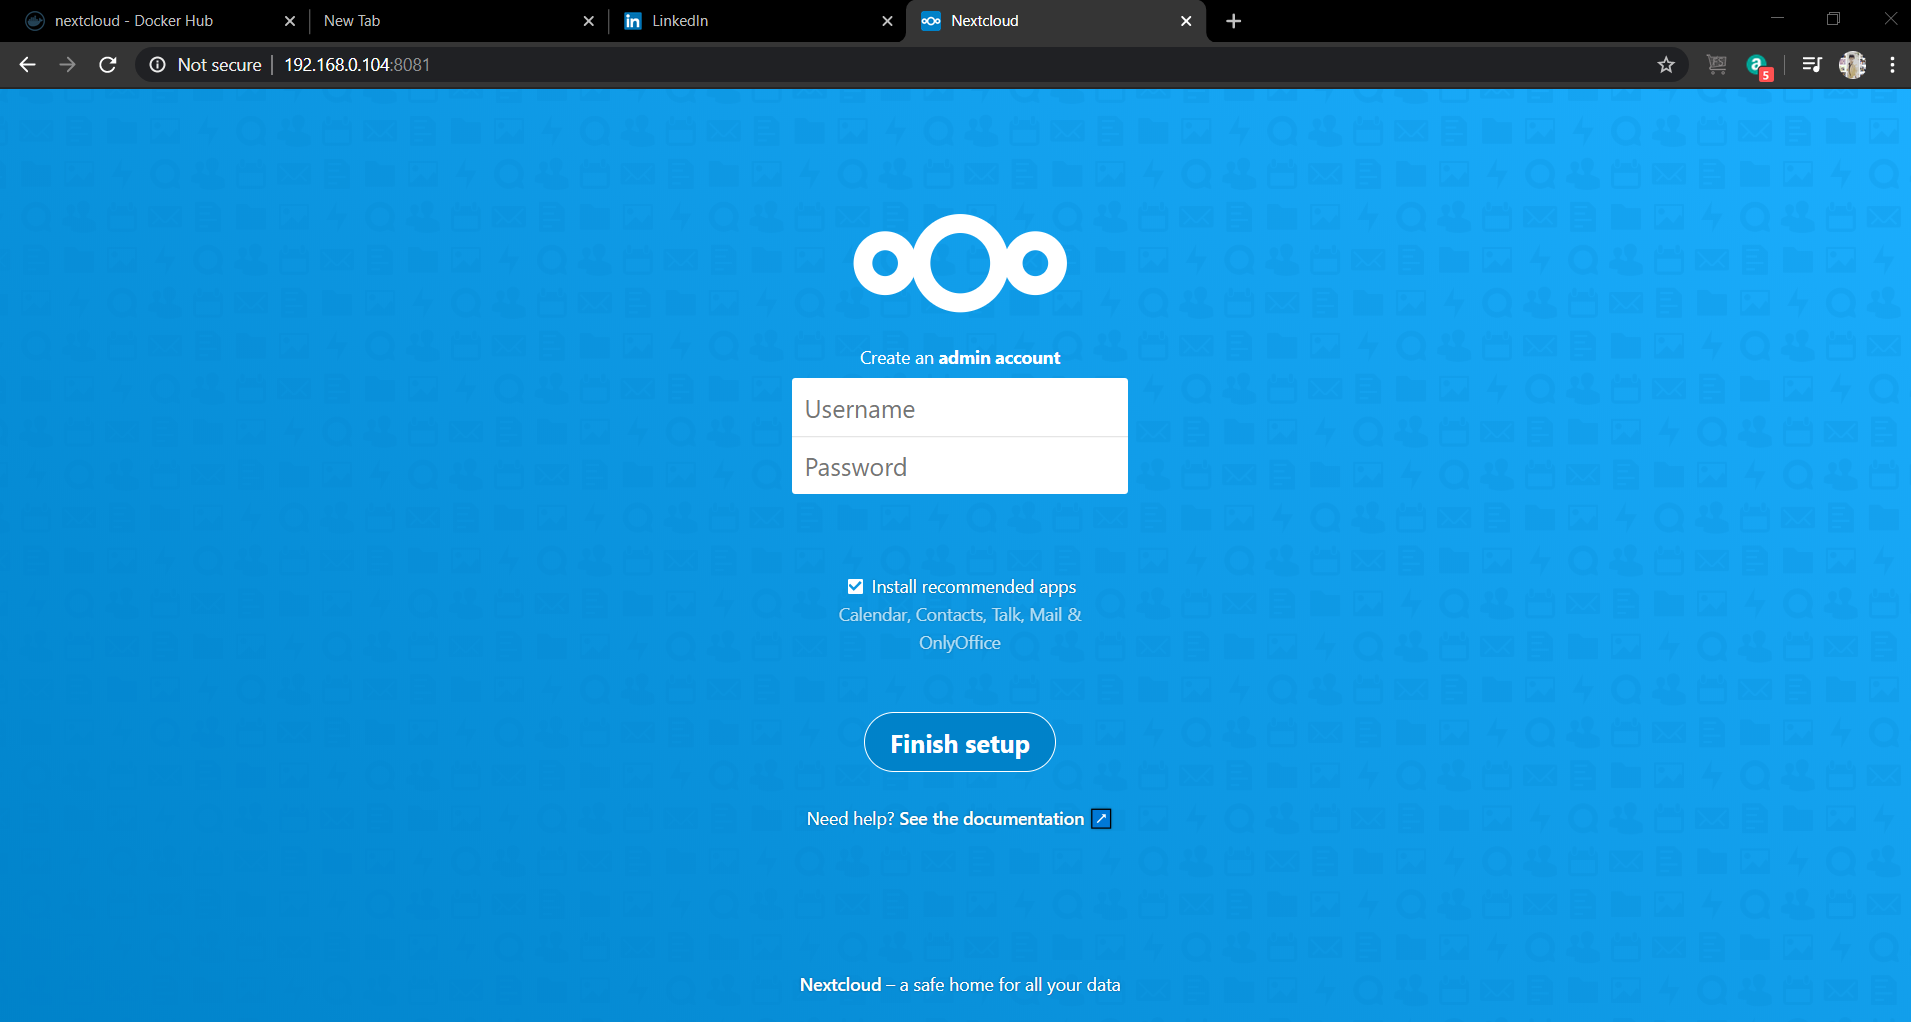 nextcloud - Docker Hub
New Tab
LinkedIn
Nextcloud
Not secure
192.168.0.104:8081
5
Create an admin account
Username
Password
Install recommended apps
Calendar, Contacts, Talk, Mail &
OnlyOffice
Finish setup
Need help? See the documentation
Nextcloud – a safe home for all your data